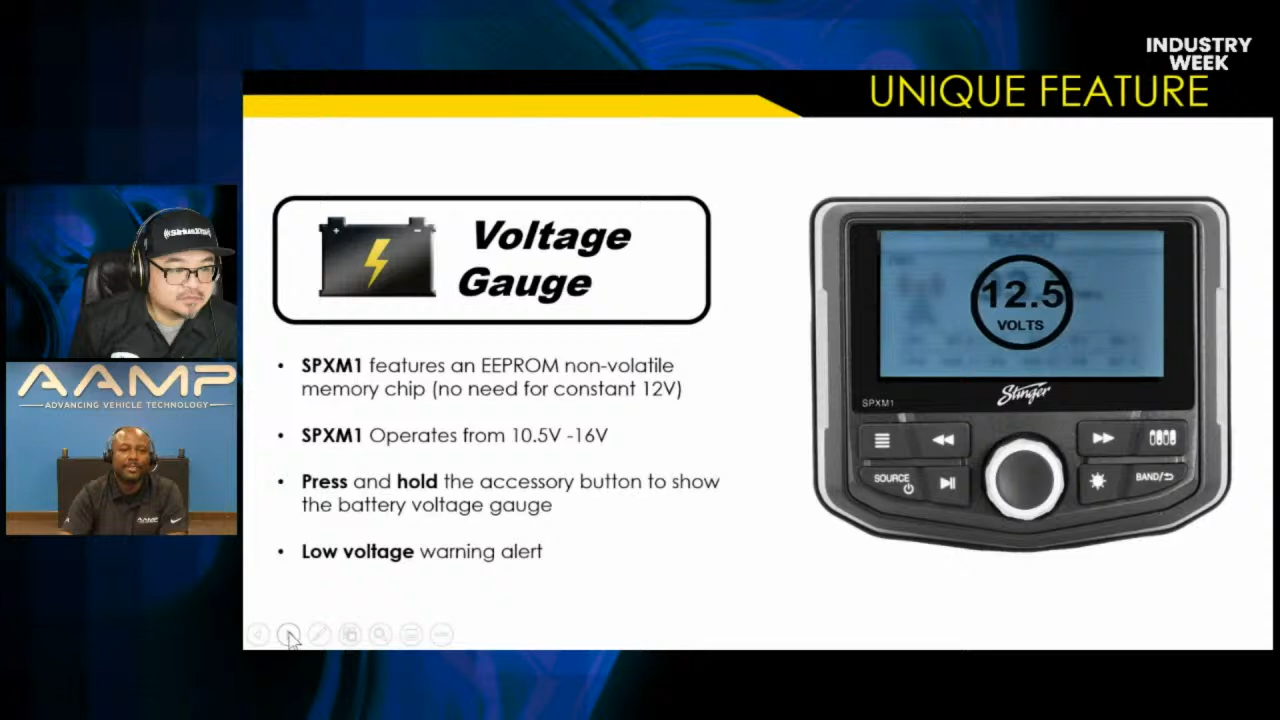 INDUSTRY
WEEK
UNIQUE FEATURE
Voltage
Gauge
SPXM1 features an EEPROM non-volatile
memory chip (no need for constant 12V)
SPXM1 Operates from 10.5V -16V
Press and hold the accessory button to show
the battery voltage gauge
Low voltage warning alert
12.5
VOLTS
Stinger
SPXM1
SOURCE
BAND/
((SiriusXM))
AAMP
ADVANCING VEHICLE TECHNOLOGY
AAMP